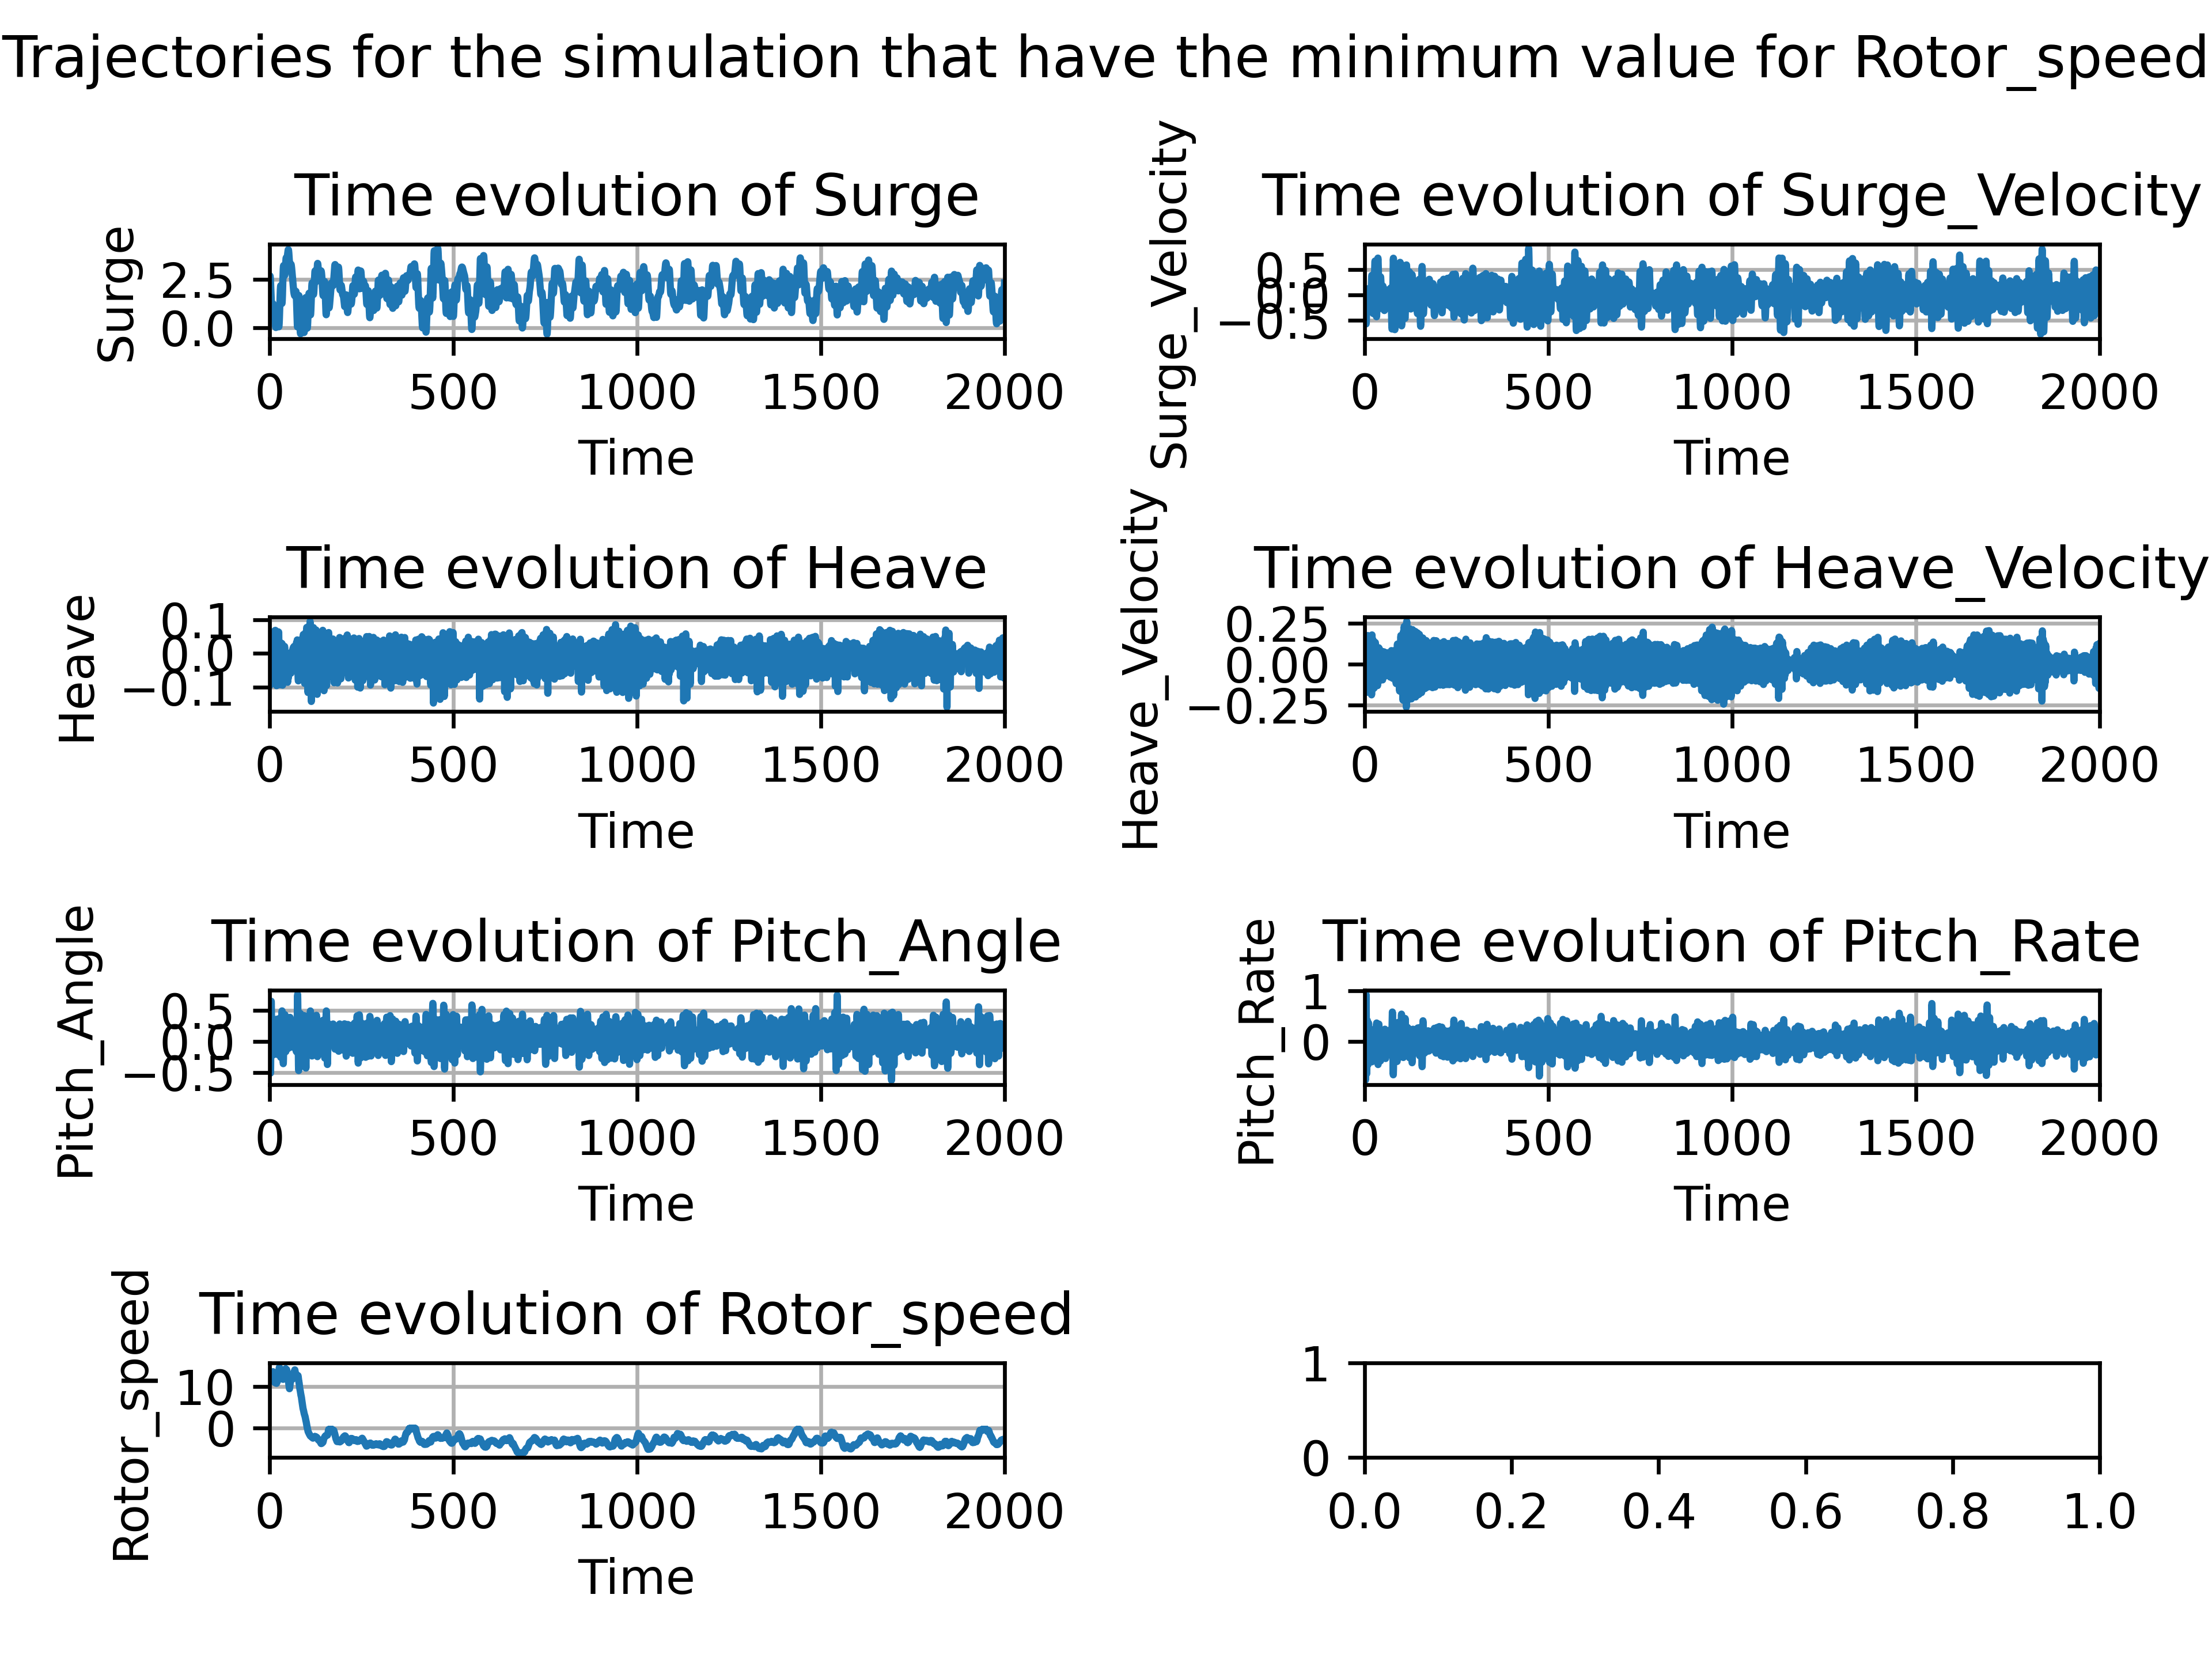 Trajectories for the simulation that have the minimum value for Rotor_speed
Time evolution of Surge
Surge
2.5
0.0
0 500 1000 1500 2000
Time
Time evolution of Surge_Velocity
Surge_Velocity
0.5
0.0
−0.5
0 500 1000 1500 2000
Time
Time evolution of Heave
Heave
0.1
0.0
−0.1
0 500 1000 1500 2000
Time
Time evolution of Heave_Velocity
Heave_Velocity
0.25
0.00
−0.25
0 500 1000 1500 2000
Time
Time evolution of Pitch_Angle
Pitch_Angle
0.5
0.0
−0.5
0 500 1000 1500 2000
Time
Time evolution of Pitch_Rate
Pitch_Rate
1
0
0 500 1000 1500 2000
Time
Time evolution of Rotor_speed
Rotor_speed
10
0
0 500 1000 1500 2000
Time
1
0
0.0 0.2 0.4 0.6 0.8 1.0